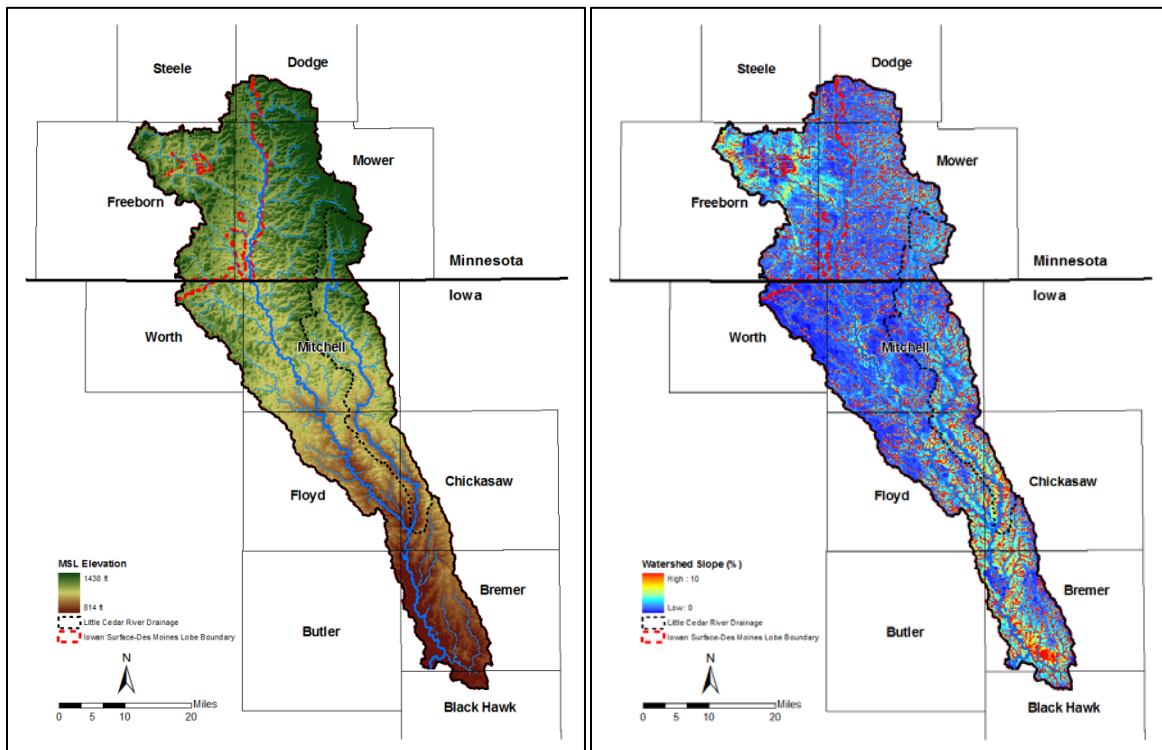 Steele
Dodge
Mower
Freeborn
Minnesota
Iowa
Worth
Mitchell
Chickasaw
Floyd
MSL Elevation
1438 ft
814 ft
Little Cedar River Drainage
Iowan Surface-Des Moines Lobe Boundary
Bremer
Butler
N
Miles
0 5 10 20
Black Hawk
Steele
Dodge
Mower
Freeborn
Minnesota
Iowa
Worth
Mitchell
Chickasaw
Floyd
Watershed Slope (%)
High : 10
Low : 0
Little Cedar River Drainage
Iowan Surface-Des Moines Lobe Boundary
Bremer
Butler
N
Miles
0 5 10 20
Black Hawk